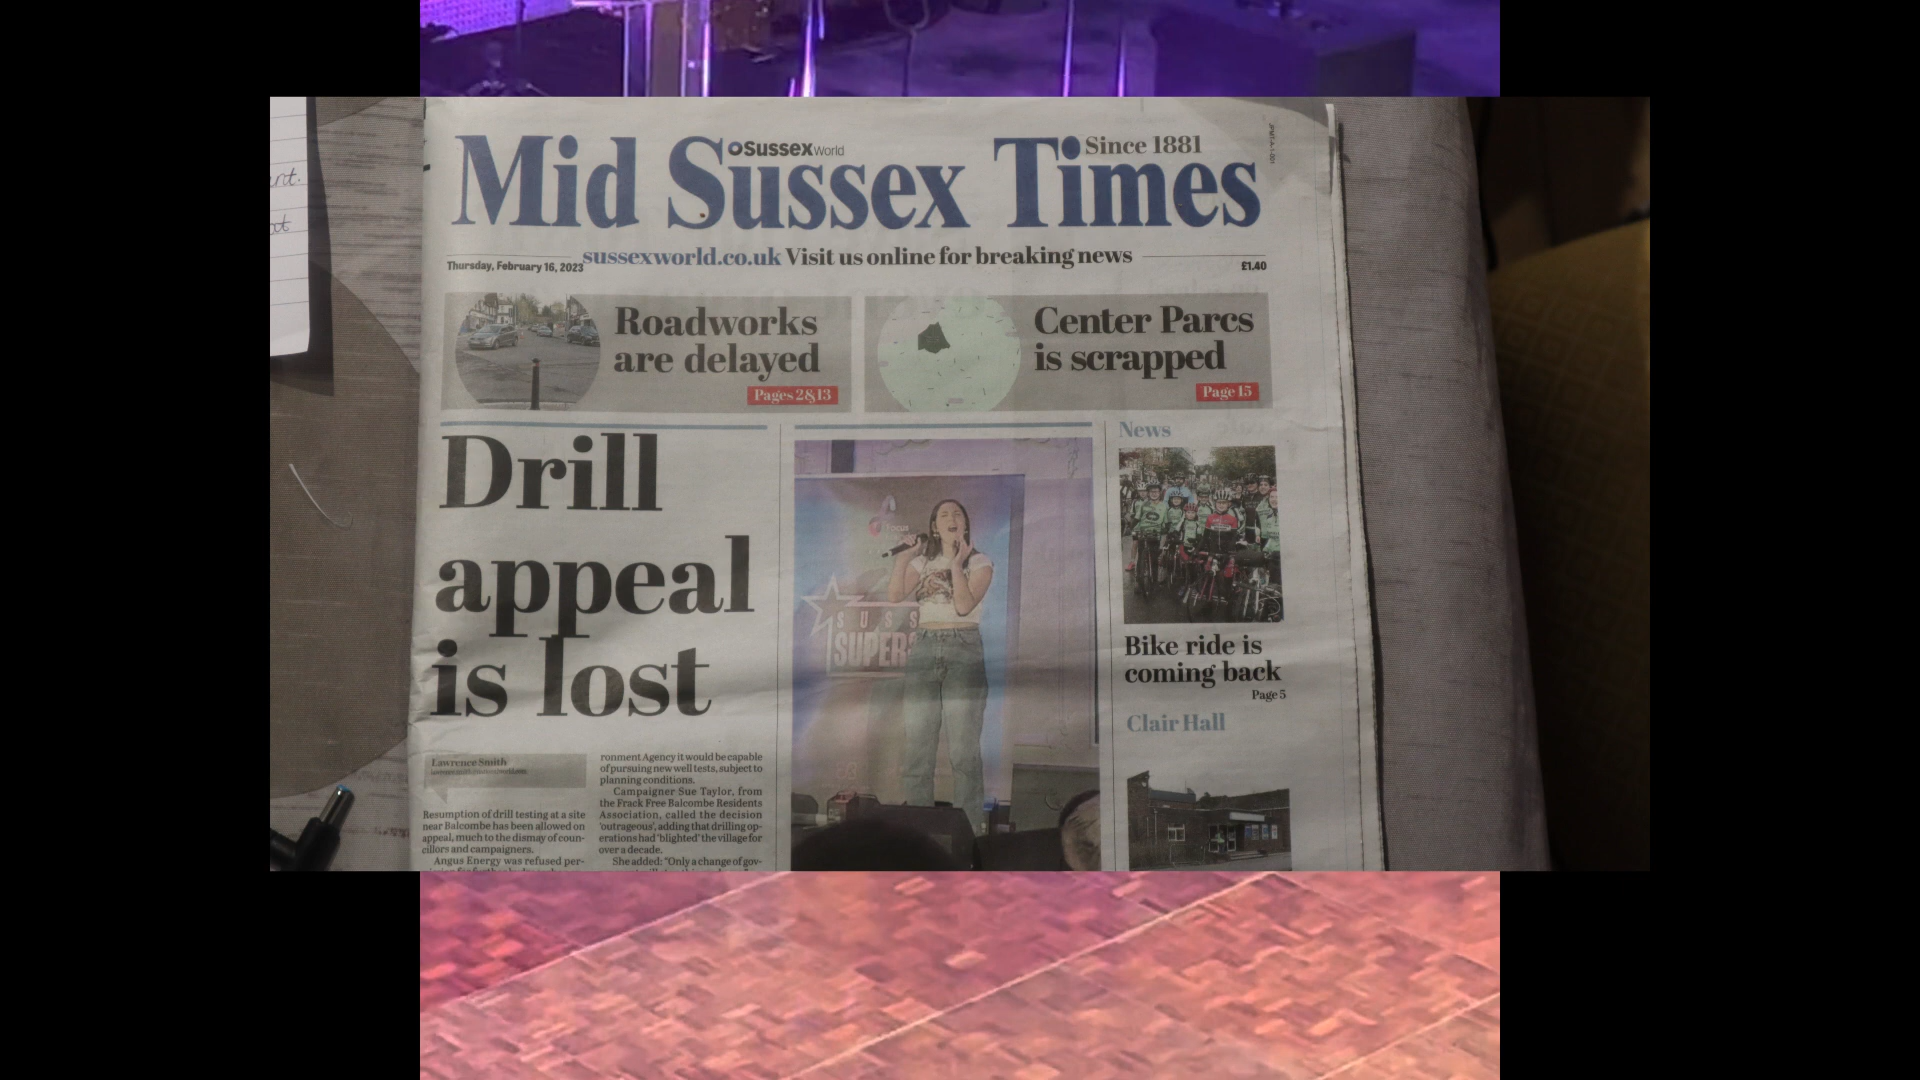 Mid Sussex Times
Sussex World
Since 1881
Thursday, February 16, 2023
sussexworld.co.uk Visit us online for breaking news
£1.40
Roadworks
are delayed
Pages 2&13
Center Parcs
is scrapped
Page 15
Drill
appeal
is lost
Lawrence Smith
Resumption of drill testing at a site
near Balcombe has been allowed on
appeal, much to the dismay of coun-
cillors and campaigners.
Angus Energy was refused per-
ronment Agency it would be capable
of pursuing new well tests, subject to
planning conditions.
Campaigner Sue Taylor, from
the Frack Free Balcombe Residents
Association, called the decision
'outrageous', adding that drilling op-
erations had 'blighted' the village for
over a decade.
She added: "Only a change of gov-
SUSS
SUPERS
News
Bike ride is
coming back
Page 5
Clair Hall